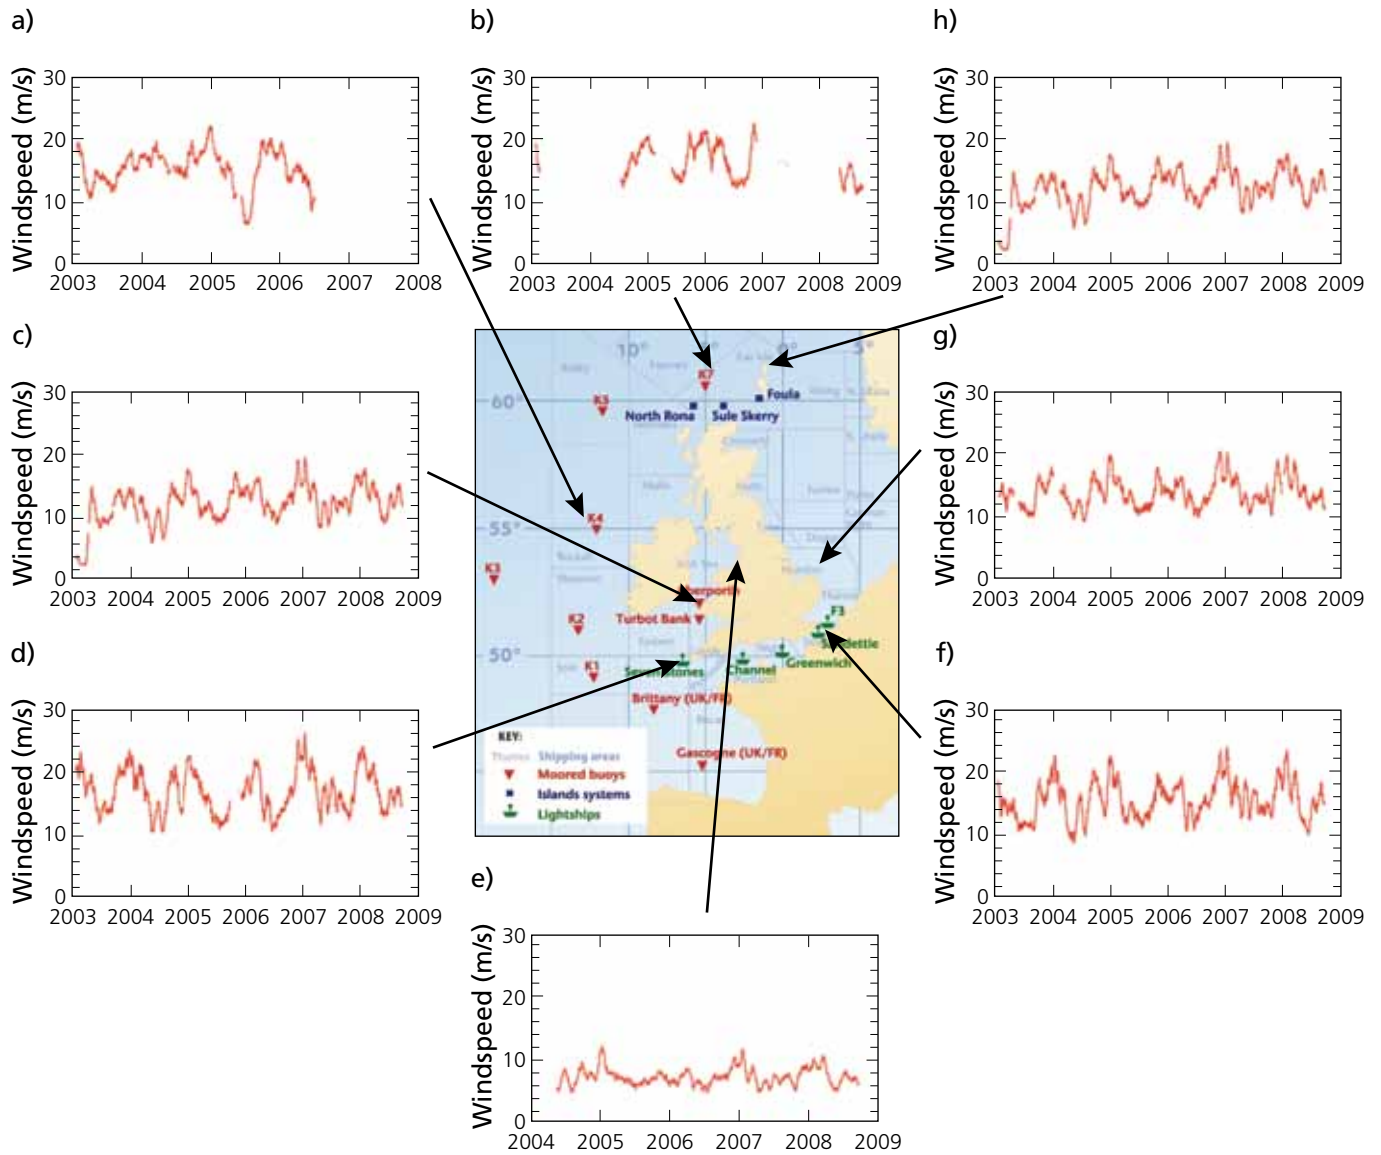 a)
b)
h)
Windspeed (m/s)
30
20
10
0
2003 2004 2005 2006 2007 2008
Windspeed (m/s)
30
20
10
0
2003 2004 2005 2006 2007 2008 2009
Windspeed (m/s)
30
20
10
0
2003 2004 2005 2006 2007 2008 2009
c)
Windspeed (m/s)
30
20
10
0
2003 2004 2005 2006 2007 2008 2009
10°
0°
5°
K7
60°
K5
Foula
North Rona
Sule Skerry
55°
K4
K3
Turbot Bank
K2
F3
50°
K1
Channel
Greenwich
Brittany (UK/FR)
Gascogne (UK/FR)
KEY:
Thames Shipping areas
Moored buoys
Islands systems
Lightships
g)
Windspeed (m/s)
30
20
10
0
2003 2004 2005 2006 2007 2008 2009
d)
Windspeed (m/s)
30
20
10
0
2003 2004 2005 2006 2007 2008 2009
f)
Windspeed (m/s)
30
20
10
0
2003 2004 2005 2006 2007 2008 2009
e)
Windspeed (m/s)
30
20
10
0
2004 2005 2006 2007 2008 2009